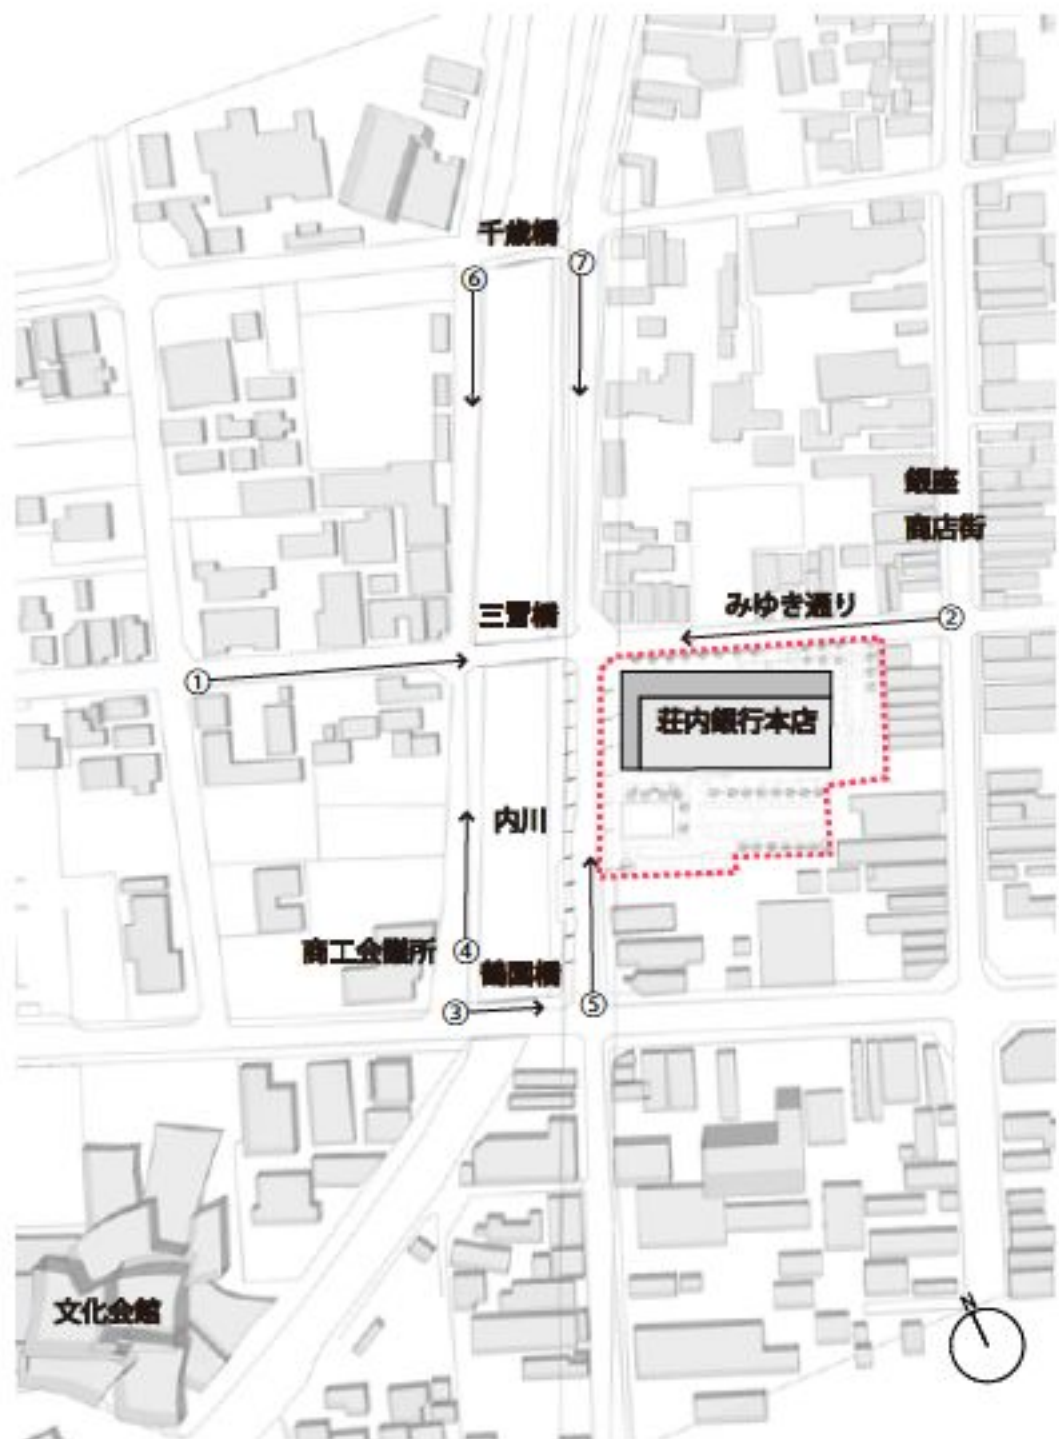 千歳橋
⑥
⑦
銀座
商店街
三雪橋
みゆき通り
②
①
荘内銀行本店
内川
商工会議所
④
鶴園橋
③
⑤
文化会館
N